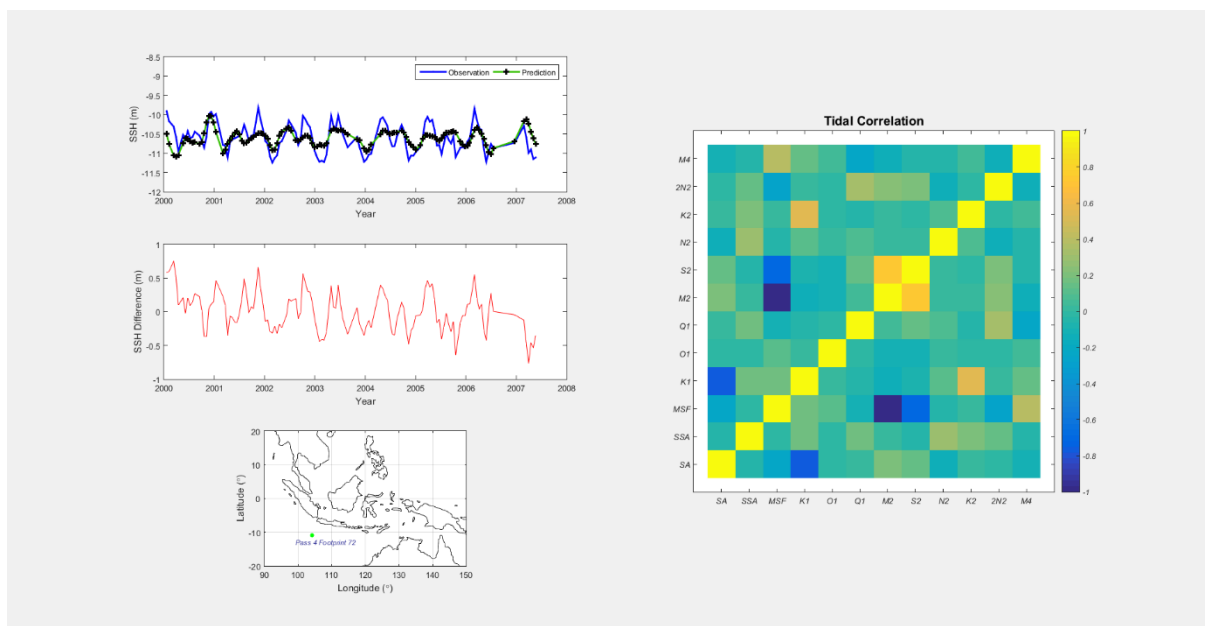 -8.5
-9
-9.5
-10
-10.5
-11
-11.5
-12
SSH (m)
Observation Prediction
2000 2001 2002 2003 2004 2005 2006 2007 2008
Year
1
0.5
0
-0.5
-1
SSH Difference (m)
2000 2001 2002 2003 2004 2005 2006 2007 2008
Year
20
10
0
-10
-20
Latitude (°)
Pass 4 Footprint 72
90 100 110 120 130 140 150
Longitude (°)
Tidal Correlation
M4
2N2
K2
N2
S2
M2
Q1
O1
K1
MSF
SSA
SA
SA SSA MSF K1 O1 Q1 M2 S2 N2 K2 2N2 M4
1
0.8
0.6
0.4
0.2
0
-0.2
-0.4
-0.6
-0.8
-1